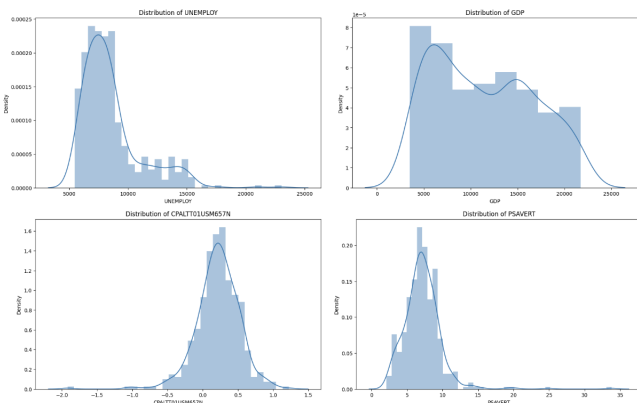 Distribution of UNEMPLOY
Density
0.00025
0.00020
0.00015
0.00010
0.00005
0.00000
5000 10000 15000 20000 25000
UNEMPLOY
Distribution of GDP
1e-5
Density
8
7
6
5
4
3
2
1
0
0 5000 10000 15000 20000 25000
GDP
Distribution of CPALTT01USM657N
Density
1.6
1.4
1.2
1.0
0.8
0.6
0.4
0.2
0.0
−2.0 −1.5 −1.0 −0.5 0.0 0.5 1.0 1.5
CPALTT01USM657N
Distribution of PSAVERT
Density
0.20
0.15
0.10
0.05
0.00
0 5 10 15 20 25 30 35
PSAVERT